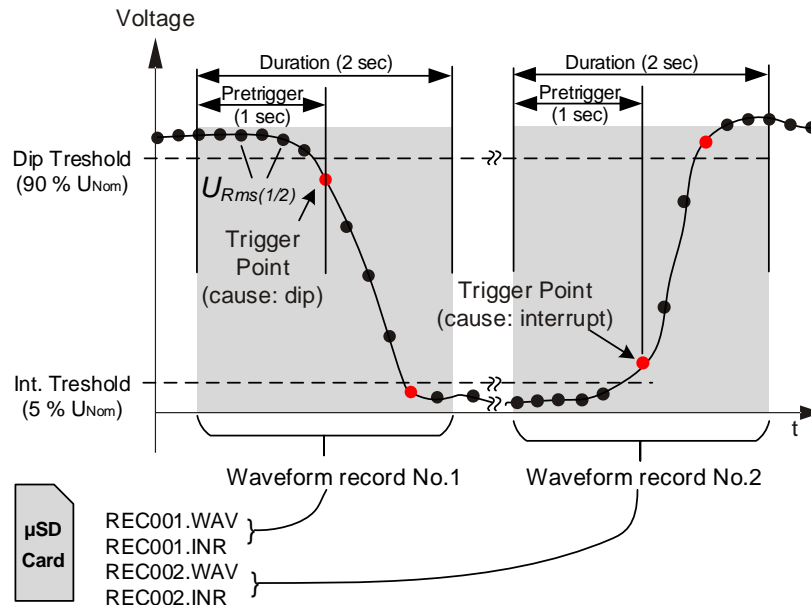 Voltage
Duration (2 sec)
Duration (2 sec)
Pretrigger
(1 sec)
Pretrigger
(1 sec)
Dip Treshold
(90 % UNom)
URms(1/2)
Trigger
Point
(cause: dip)
Trigger Point
(cause: interrupt)
Int. Treshold
(5 % UNom)
t
Waveform record No.1
Waveform record No.2
µSD
Card
REC001.WAV
REC001.INR
REC002.WAV
REC002.INR